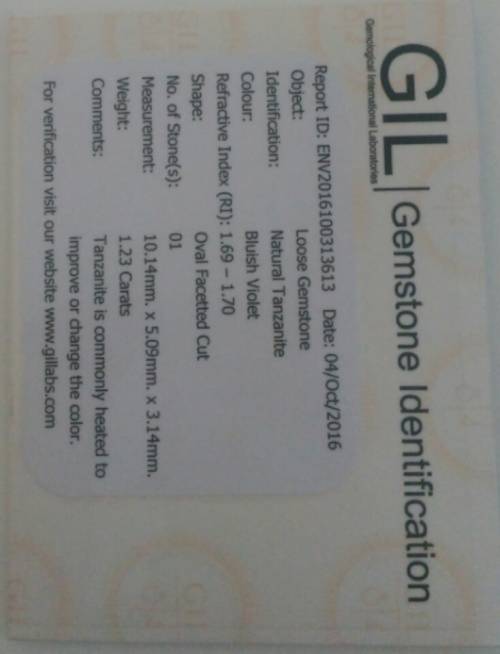 GIL | Gemstone Identification
Gemological International Laboratories
Report ID: ENV2016100313613 Date: 04/Oct/2016
Object: Loose Gemstone
Identification: Natural Tanzanite
Colour: Bluish Violet
Refractive Index (RI): 1.69 – 1.70
Shape: Oval Facetted Cut
No. of Stone(s): 01
Measurement: 10.14mm. x 5.09mm. x 3.14mm.
Weight: 1.23 Carats
Comments: Tanzanite is commonly heated to
improve or change the color.
For verification visit our website www.gillabs.com